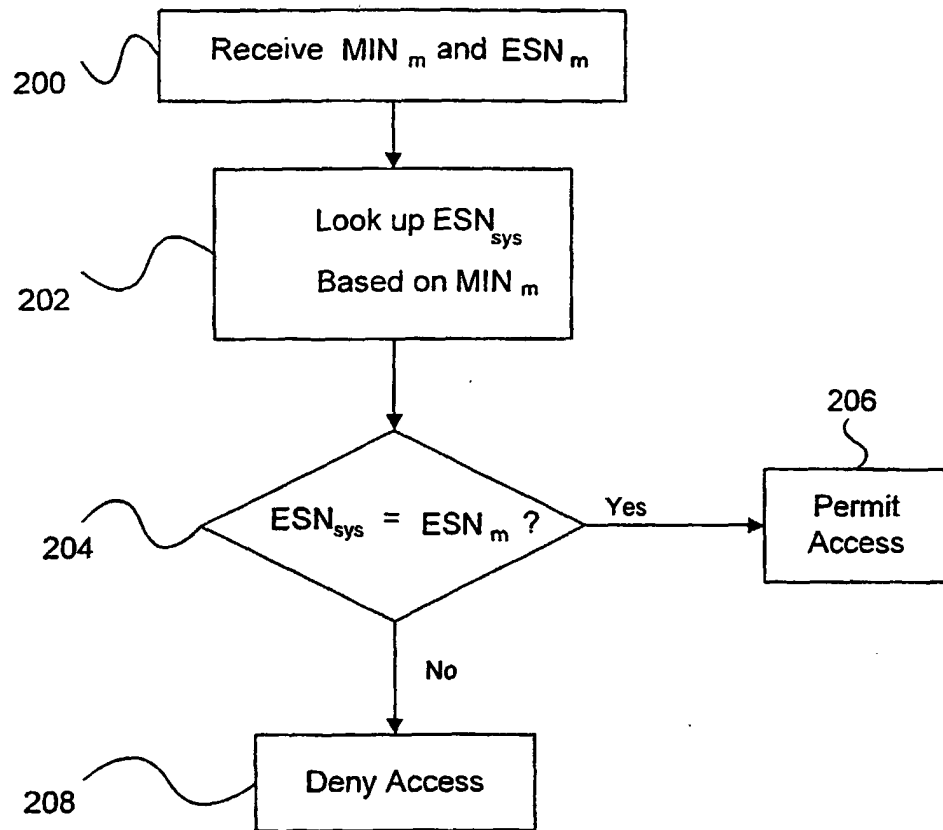 Receive MIN m and ESN m
200
Look up ESN sys
Based on MIN m
202
206
ESN sys = ESN m ?
Yes
Permit
Access
204
No
Deny Access
208